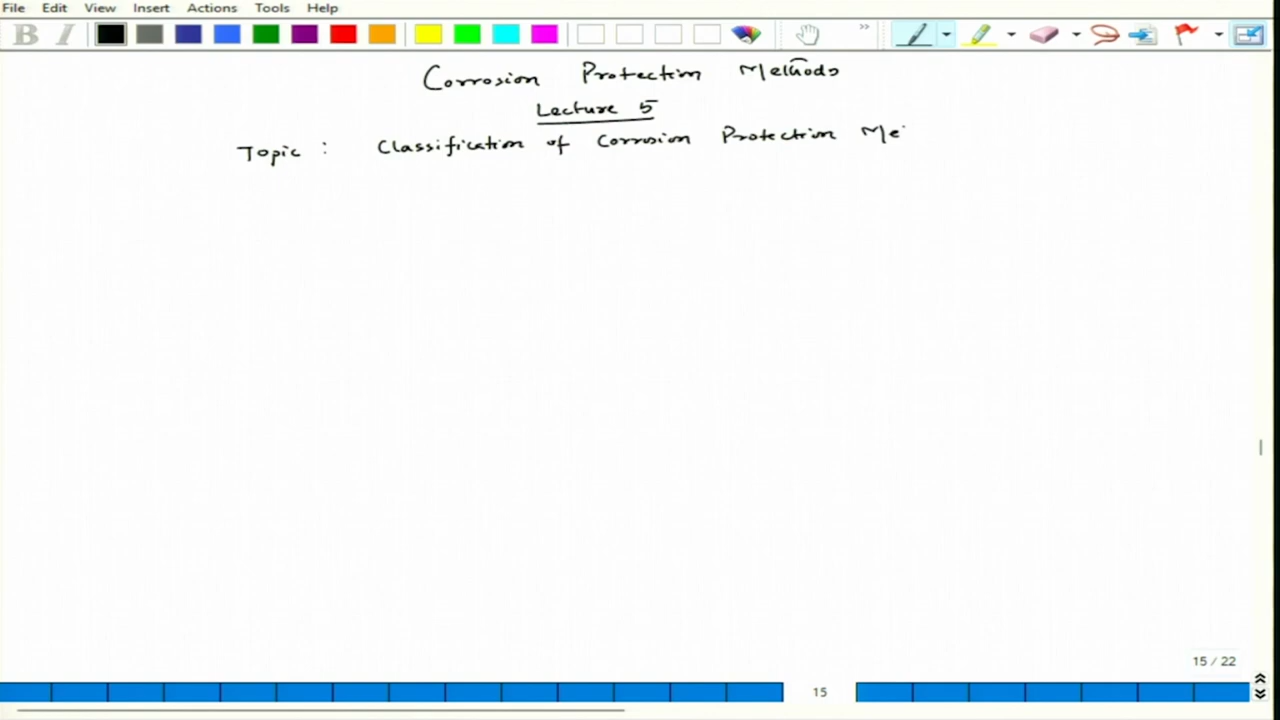 File Edit View Insert Actions Tools Help
B I
Corrosion Protection Methods
Lecture 5
Topic : Classification of Corrosion Protection Me
15 / 22
15